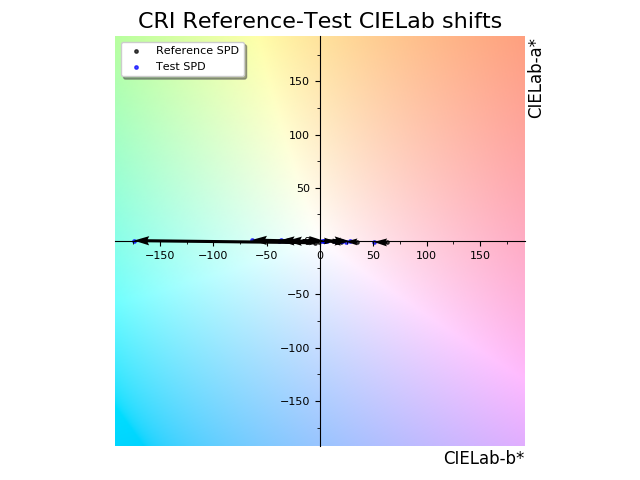 CRI Reference-Test CIELab shifts
Reference SPD
Test SPD
CIELab-a*
150
100
50
−150
−100
−50
0
50
100
150
−50
−100
−150
CIELab-b*